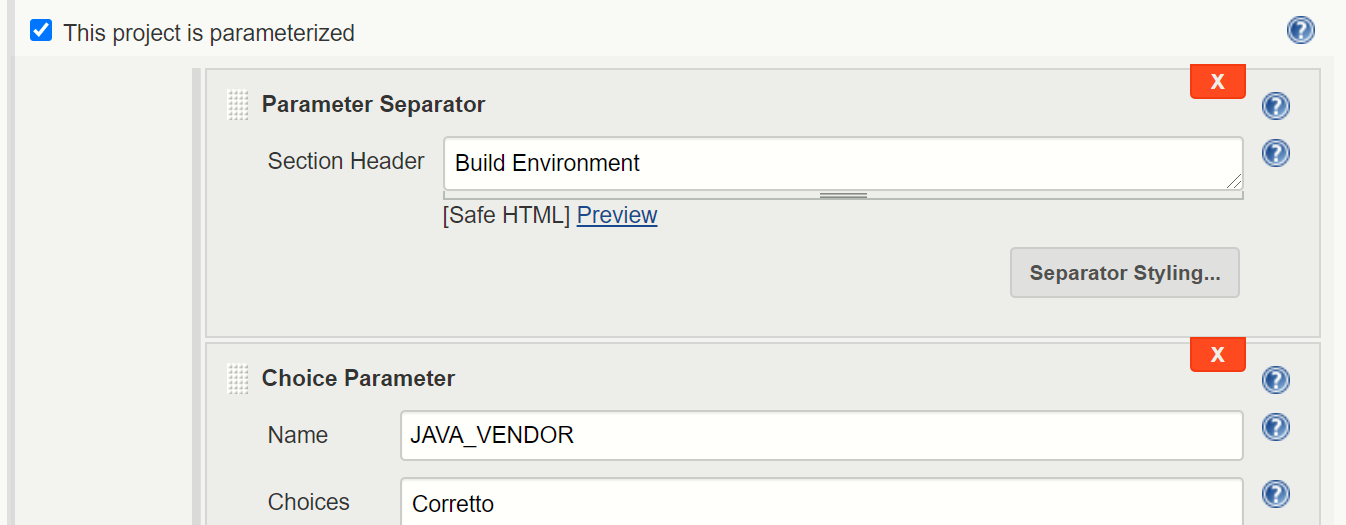 This project is parameterized
X
Parameter Separator
Section Header
Build Environment
[Safe HTML] Preview
Separator Styling...
X
Choice Parameter
Name
JAVA_VENDOR
Choices
Corretto